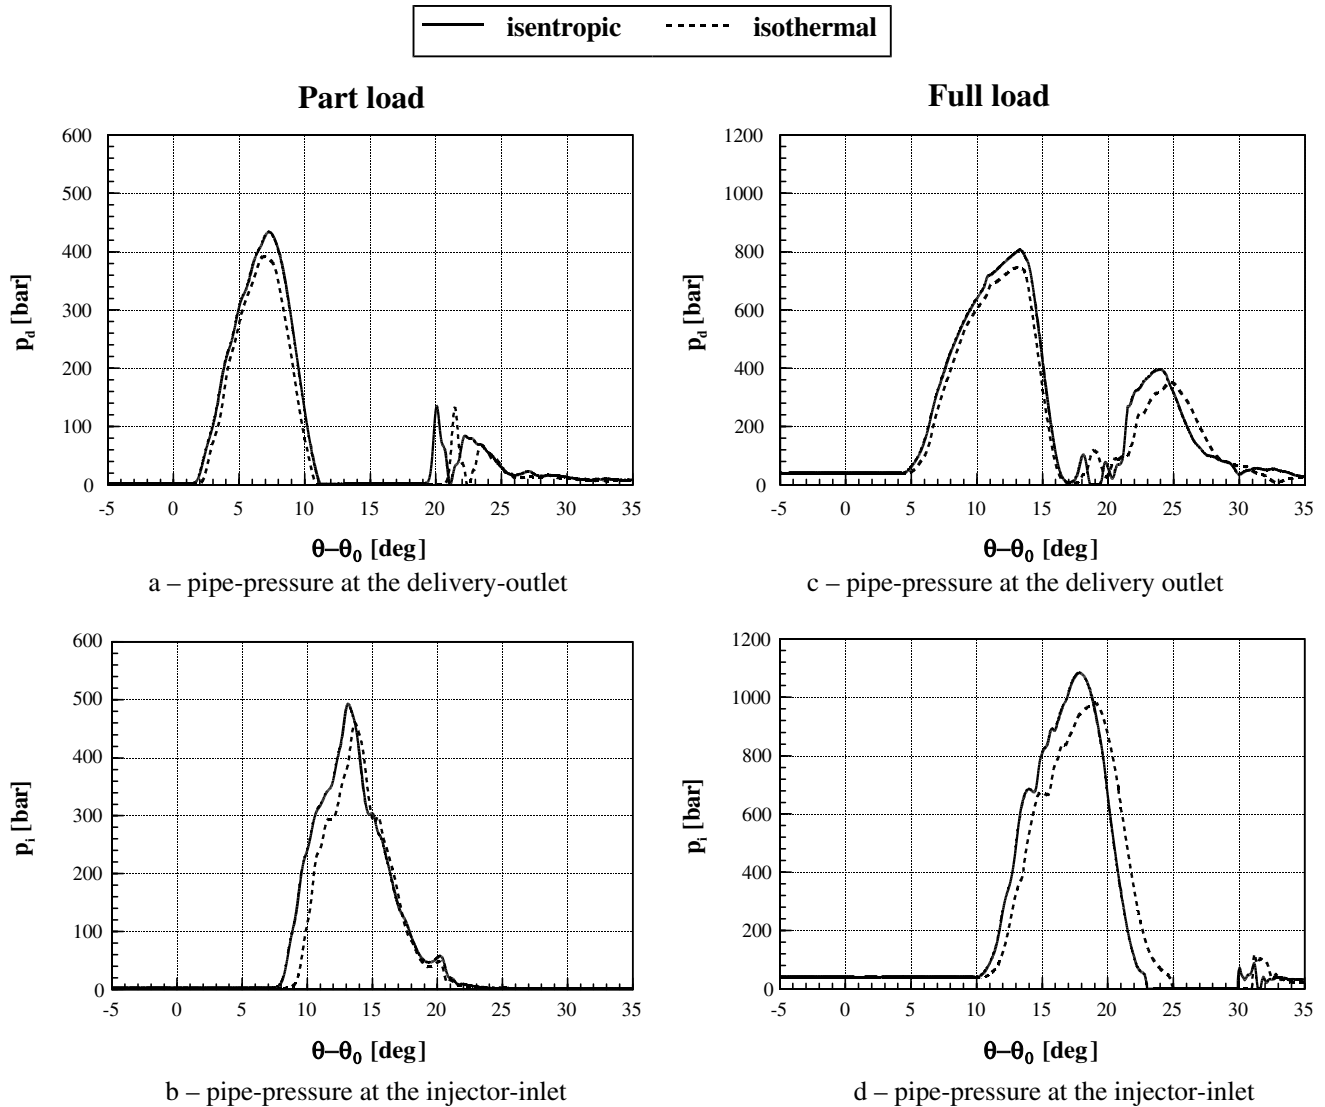 isentropic isothermal
Part load
600
500
400
300
200
100
0
-5 0 5 10 15 20 25 30 35
p_d [bar]
θ–θ₀ [deg]
a – pipe-pressure at the delivery-outlet
Full load
1200
1000
800
600
400
200
0
-5 0 5 10 15 20 25 30 35
p_d [bar]
θ–θ₀ [deg]
c – pipe-pressure at the delivery outlet
600
500
400
300
200
100
0
-5 0 5 10 15 20 25 30 35
p_i [bar]
θ–θ₀ [deg]
b – pipe-pressure at the injector-inlet
1200
1000
800
600
400
200
0
-5 0 5 10 15 20 25 30 35
p_i [bar]
θ–θ₀ [deg]
d – pipe-pressure at the injector-inlet